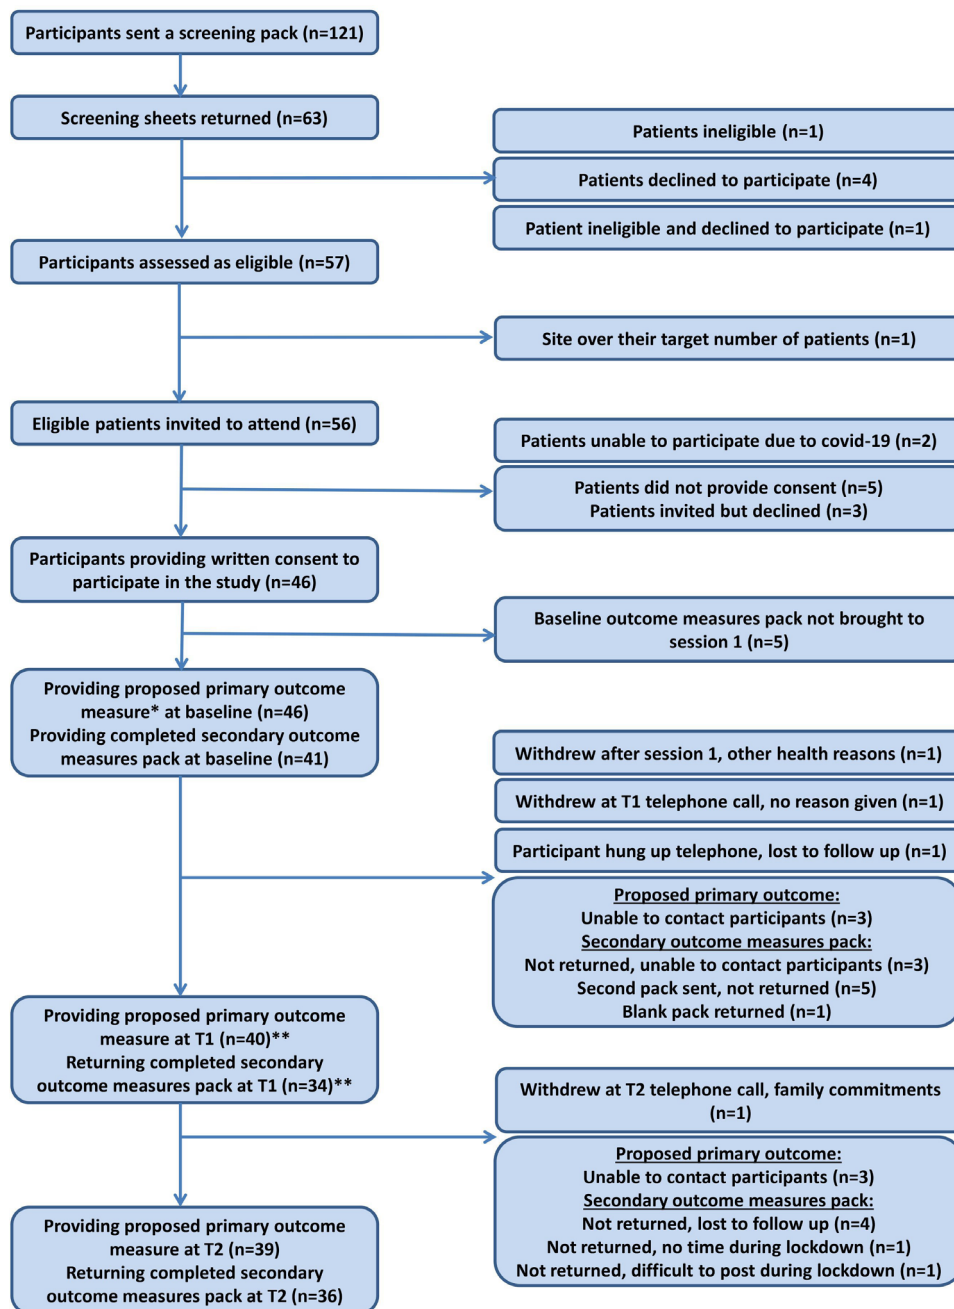 Participants sent a screening pack (n=121)
Screening sheets returned (n=63)
Patients ineligible (n=1)
Patients declined to participate (n=4)
Patient ineligible and declined to participate (n=1)
Participants assessed as eligible (n=57)
Site over their target number of patients (n=1)
Eligible patients invited to attend (n=56)
Patients unable to participate due to covid-19 (n=2)
Patients did not provide consent (n=5)
Patients invited but declined (n=3)
Participants providing written consent to
participate in the study (n=46)
Baseline outcome measures pack not brought to
session 1 (n=5)
Providing proposed primary outcome
measure* at baseline (n=46)
Providing completed secondary outcome
measures pack at baseline (n=41)
Withdrew after session 1, other health reasons (n=1)
Withdrew at T1 telephone call, no reason given (n=1)
Participant hung up telephone, lost to follow up (n=1)
Proposed primary outcome:
Unable to contact participants (n=3)
Secondary outcome measures pack:
Not returned, unable to contact participants (n=3)
Second pack sent, not returned (n=5)
Blank pack returned (n=1)
Providing proposed primary outcome
measure at T1 (n=40)**
Returning completed secondary
outcome measures pack at T1 (n=34)**
Withdrew at T2 telephone call, family commitments
(n=1)
Proposed primary outcome:
Unable to contact participants (n=3)
Secondary outcome measures pack:
Not returned, lost to follow up (n=4)
Not returned, no time during lockdown (n=1)
Not returned, difficult to post during lockdown (n=1)
Providing proposed primary outcome
measure at T2 (n=39)
Returning completed secondary
outcome measures pack at T2 (n=36)